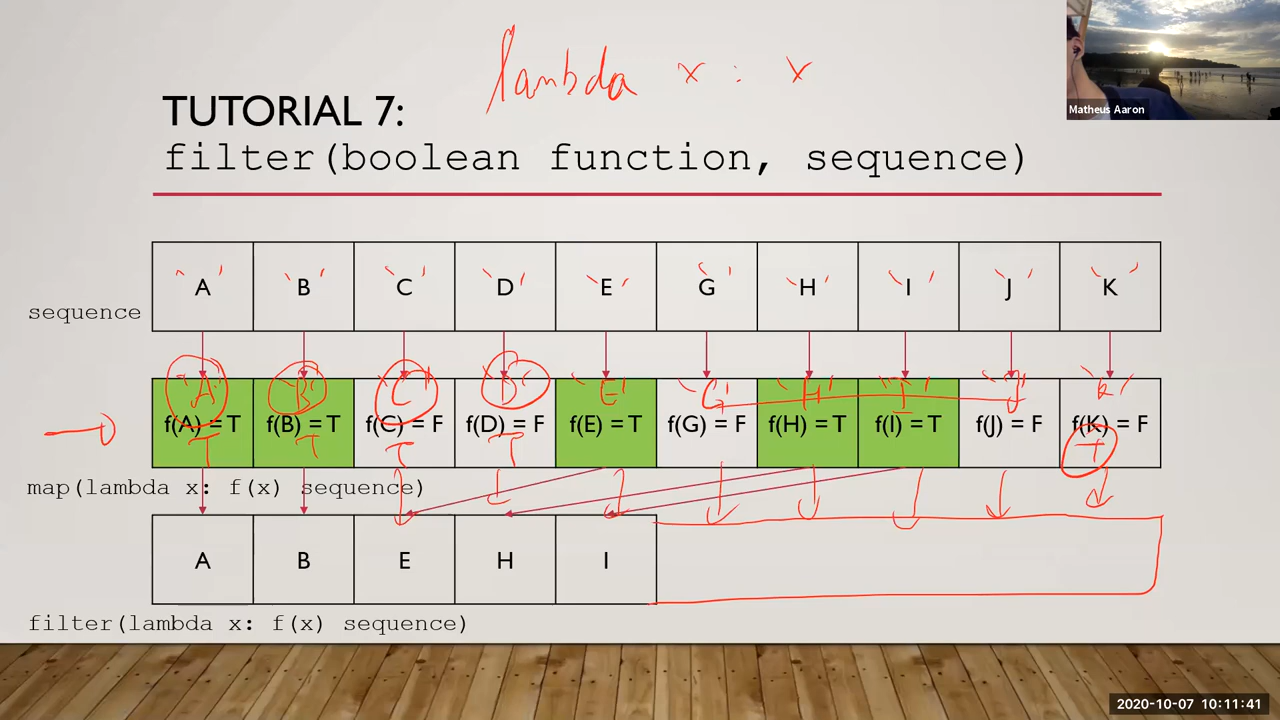 lambda x : x
Matheus Aaron
TUTORIAL 7:
filter(boolean function, sequence)
'A' 'B' 'C' 'D' 'E' 'G' 'H' 'I' 'J' 'K'
sequence
'A' 'B' 'C' 'D' 'E' 'G' 'H' 'I' 'J' 'K'
f(A) = T f(B) = T f(C) = F f(D) = F f(E) = T f(G) = F f(H) = T f(I) = T f(J) = F f(K) = F
T T T T T
map(lambda x: f(x) sequence)
A B E H I
filter(lambda x: f(x) sequence)
2020-10-07 10:11:41